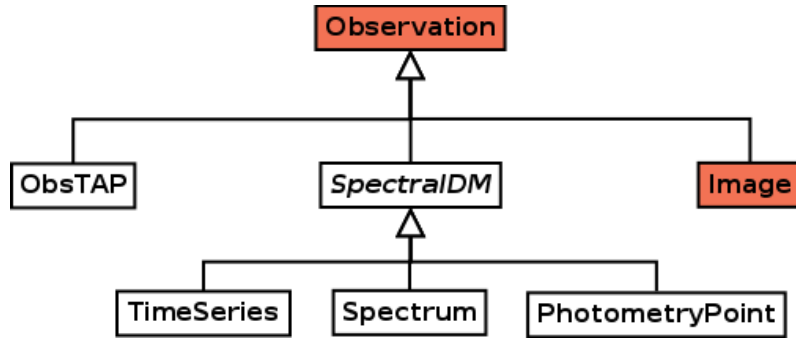 Observation
ObsTAP
SpectralDM
Image
TimeSeries
Spectrum
PhotometryPoint